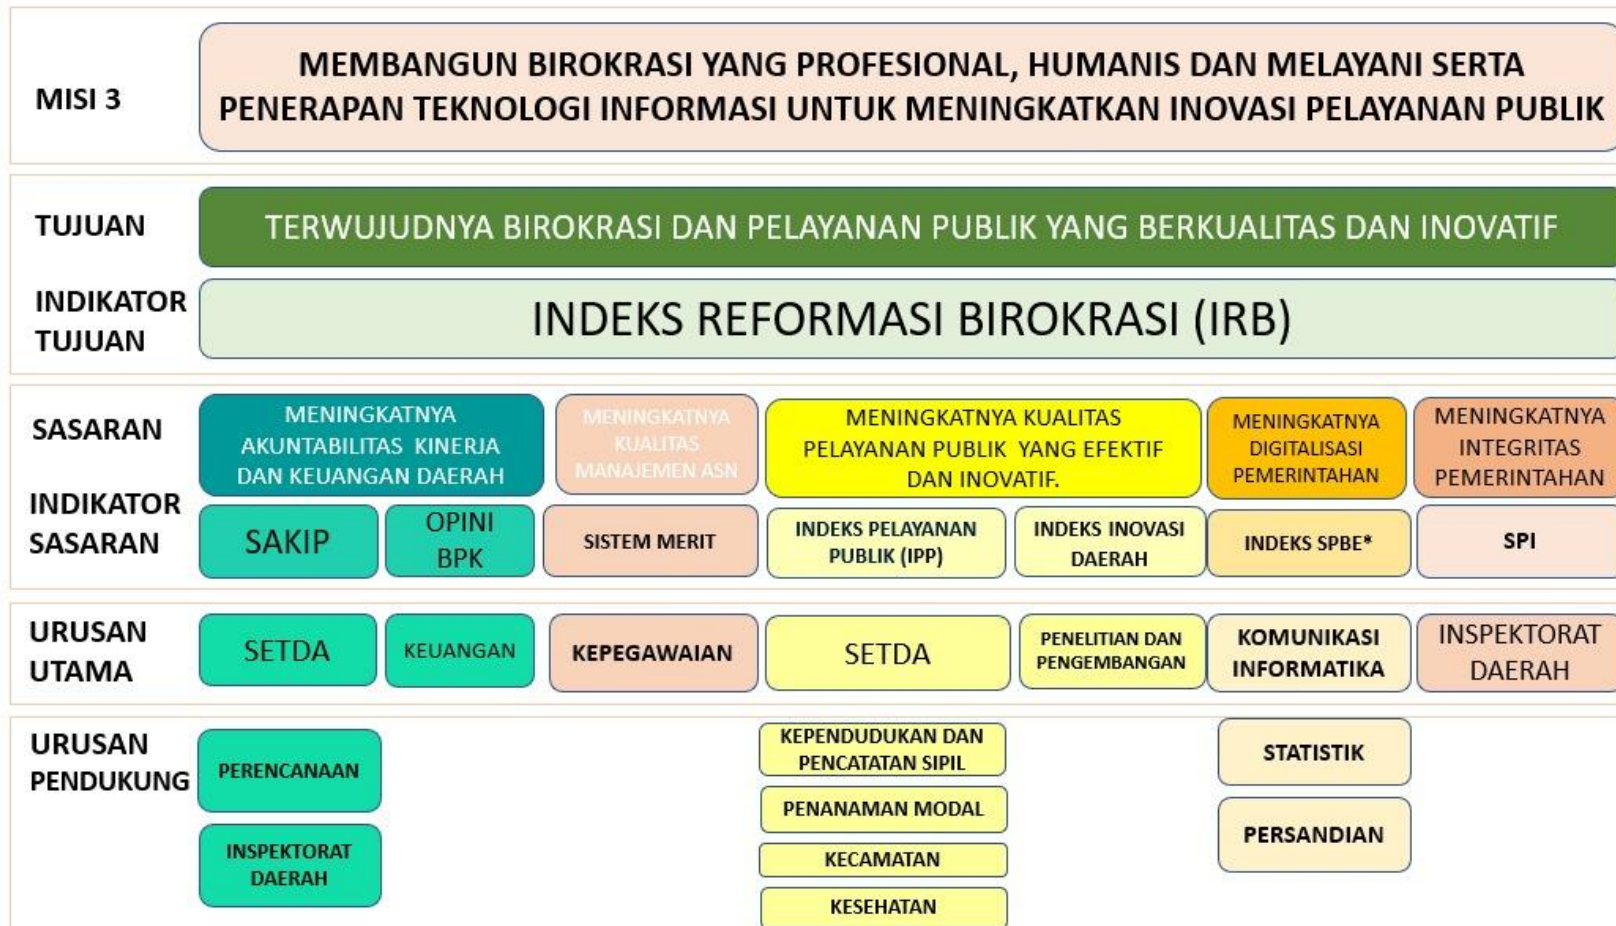 MISI 3
MEMBANGUN BIROKRASI YANG PROFESIONAL, HUMANIS DAN MELAYANI SERTA
PENERAPAN TEKNOLOGI INFORMASI UNTUK MENINGKATKAN INOVASI PELAYANAN PUBLIK
TUJUAN
TERWUJUDNYA BIROKRASI DAN PELAYANAN PUBLIK YANG BERKUALITAS DAN INOVATIF
INDIKATOR
TUJUAN
INDEKS REFORMASI BIROKRASI (IRB)
SASARAN
MENINGKATNYA
AKUNTABILITAS KINERJA
DAN KEUANGAN DAERAH
MENINGKATNYA
KUALITAS
MANAJEMEN ASN
MENINGKATNYA KUALITAS
PELAYANAN PUBLIK YANG EFEKTIF
DAN INOVATIF.
MENINGKATNYA
DIGITALISASI
PEMERINTAHAN
MENINGKATNYA
INTEGRITAS
PEMERINTAHAN
INDIKATOR
SASARAN
SAKIP
OPINI
BPK
SISTEM MERIT
INDEKS PELAYANAN
PUBLIK (IPP)
INDEKS INOVASI
DAERAH
INDEKS SPBE*
SPI
URUSAN
UTAMA
SETDA
KEUANGAN
KEPEGAWAIAN
SETDA
PENELITIAN DAN
PENGEMBANGAN
KOMUNIKASI
INFORMATIKA
INSPEKTORAT
DAERAH
URUSAN
PENDUKUNG
PERENCANAAN
INSPEKTORAT
DAERAH
KEPENDUDUKAN DAN
PENCATATAN SIPIL
PENANAMAN MODAL
KECAMATAN
KESEHATAN
STATISTIK
PERSANDIAN